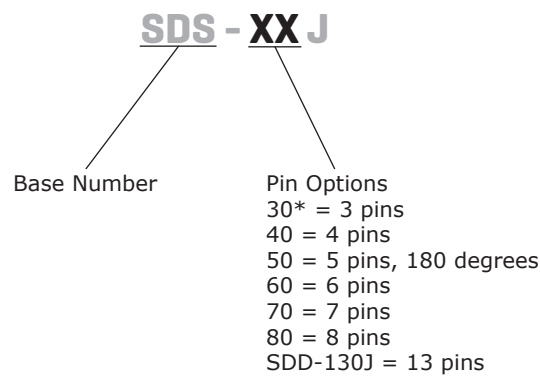 SDS - XX J
Base Number
Pin Options
30* = 3 pins
40 = 4 pins
50 = 5 pins, 180 degrees
60 = 6 pins
70 = 7 pins
80 = 8 pins
SDD-130J = 13 pins